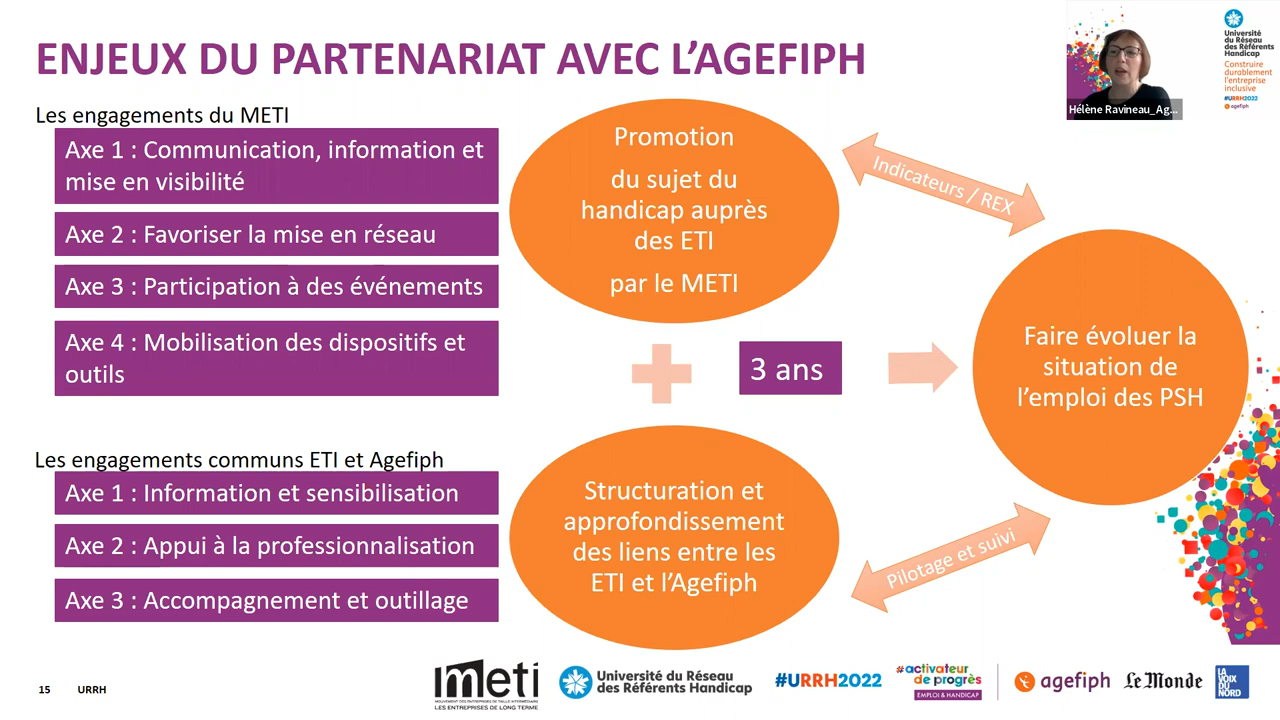 ENJEUX DU PARTENARIAT AVEC L’AGEFIPH
Les engagements du METI
Axe 1 : Communication, information et
mise en visibilité
Axe 2 : Favoriser la mise en réseau
Axe 3 : Participation à des événements
Axe 4 : Mobilisation des dispositifs et
outils
Les engagements communs ETI et Agefiph
Axe 1 : Information et sensibilisation
Axe 2 : Appui à la professionnalisation
Axe 3 : Accompagnement et outillage
Promotion
du sujet du
handicap auprès
des ETI
par le METI
3 ans
Structuration et
approfondissement
des liens entre les
ETI et l’Agefiph
Indicateurs / REX
Faire évoluer la
situation de
l’emploi des PSH
Pilotage et suivi
Hélène Ravineau_Ag...
Université
du Réseau
des Référents
Handicap
Construire
durablement
l'entreprise
inclusive
#URRH2022
agefiph
15
URRH
meti
MOUVEMENT DES ENTREPRISES DE TAILLE INTERMÉDIAIRE
LES ENTREPRISES DE LONG TERME
Université du Réseau
des Référents Handicap
#URRH2022
#activateur
de progrès
EMPLOI & HANDICAP
agefiph
Le Monde
LA
VOIX
DU
NORD